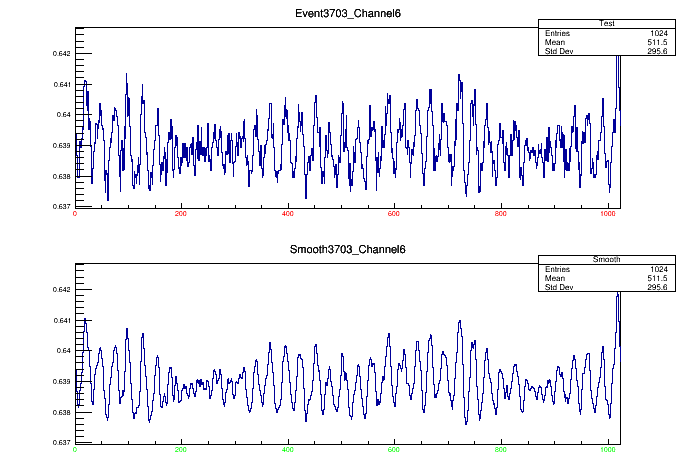 Event3703_Channel6
Test
Entries 1024
Mean 511.5
Std Dev 295.6
0.642
0.641
0.64
0.639
0.638
0.637
0 200 400 600 800 1000
Smooth3703_Channel6
Smooth
Entries 1024
Mean 511.5
Std Dev 295.6
0.642
0.641
0.64
0.639
0.638
0.637
0 200 400 600 800 1000